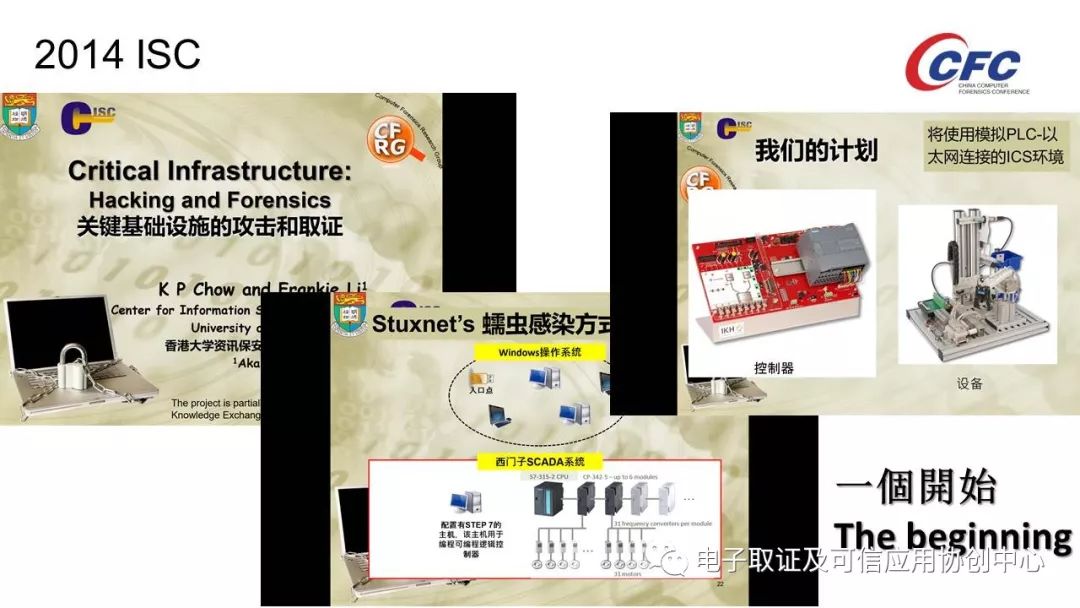 2014 ISC
CFC
CHINA COMPUTER
FORENSICS CONFERENCE
ISC
Computer Forensics Research Group
CF
RG
Critical Infrastructure:
Hacking and Forensics
关键基础设施的攻击和取证
K P Chow and Frankie Li¹
Center for Information S
University o
香港大学资讯保安
¹Aka
The project is partial
Knowledge Exchang
ISC
Stuxnet's 蠕虫感染方式
Windows操作系统
入口点
西门子SCADA系统
S7-315-2 CPU
CP-342-5 – up to 6 modules
配置有STEP 7的
主机，该主机用于
编程可编程逻辑控
制器
31 frequency converters per module
31 motors
22
ISC
Computer Forensics Resea
CF
RG
我们的计划
将使用模拟PLC-以
太网连接的ICS环境
1KH
控制器
设备
一個開始
The beginning
电子取证及可信应用协创中心